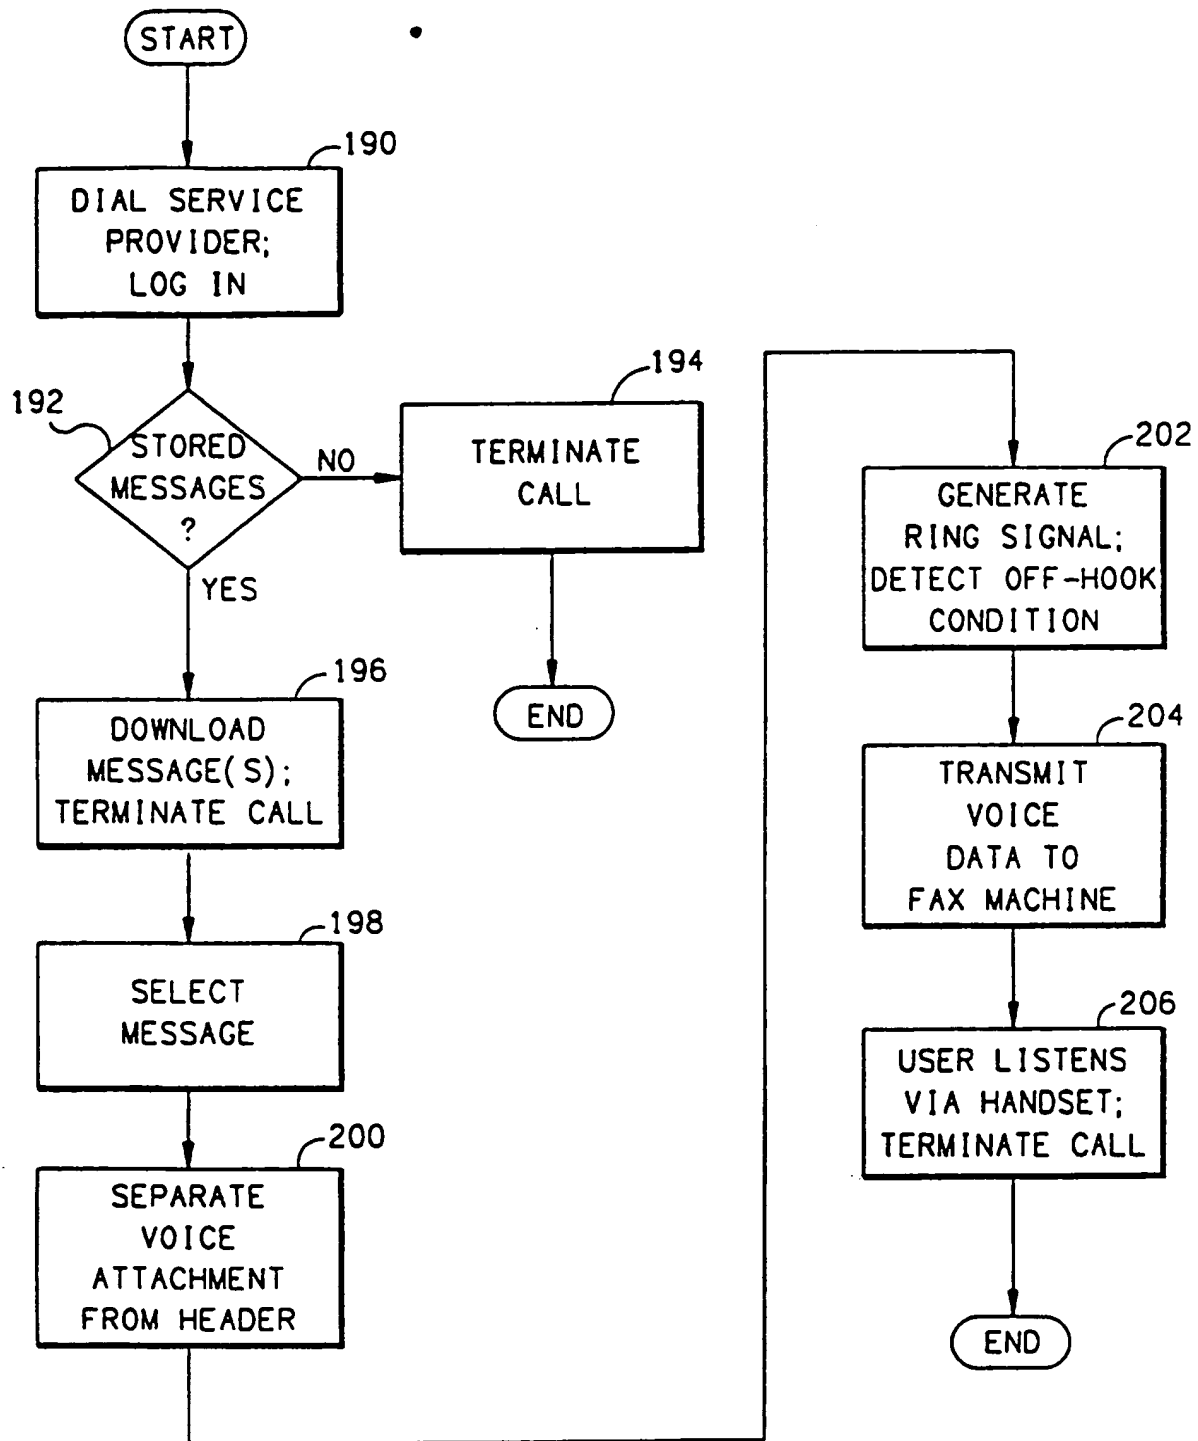 START
190
DIAL SERVICE
PROVIDER;
LOG IN
192
STORED
MESSAGES
?
NO
YES
194
TERMINATE
CALL
END
196
DOWNLOAD
MESSAGE(S);
TERMINATE CALL
198
SELECT
MESSAGE
200
SEPARATE
VOICE
ATTACHMENT
FROM HEADER
202
GENERATE
RING SIGNAL;
DETECT OFF-HOOK
CONDITION
204
TRANSMIT
VOICE
DATA TO
FAX MACHINE
206
USER LISTENS
VIA HANDSET;
TERMINATE CALL
END